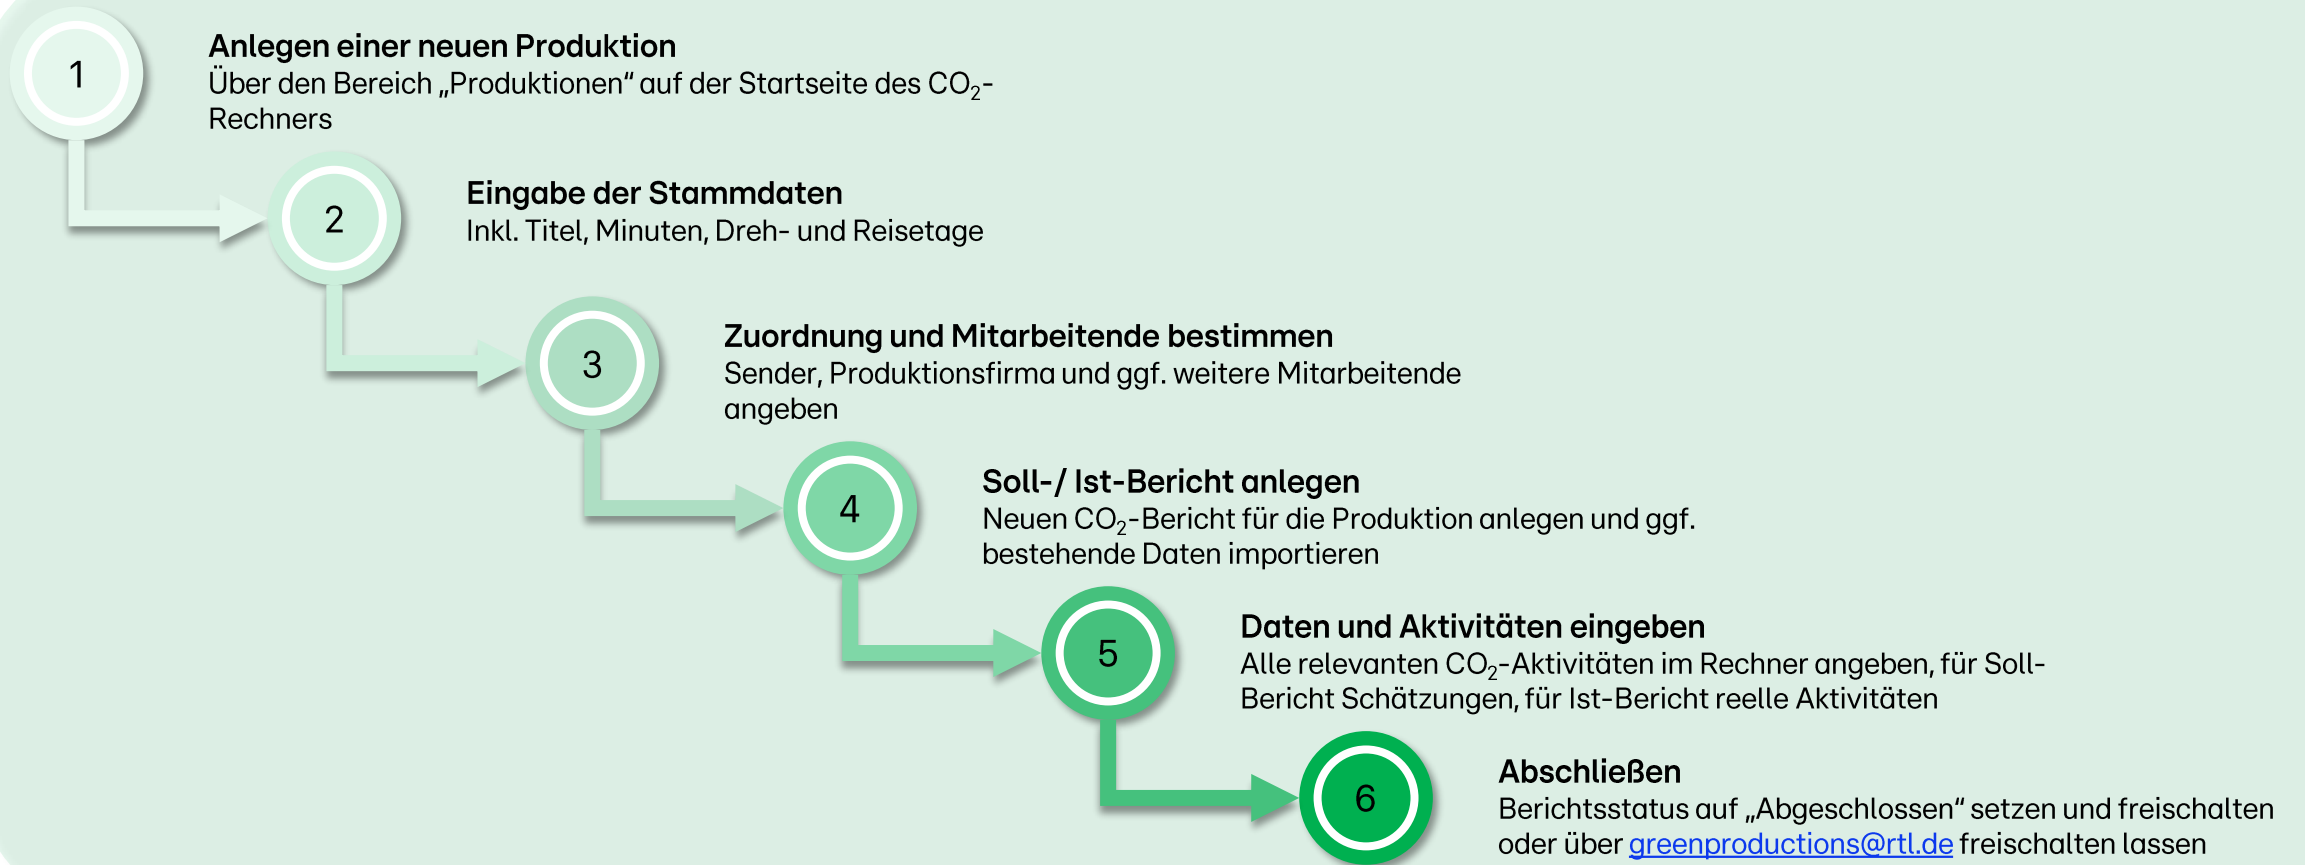 1
Anlegen einer neuen Produktion
Über den Bereich „Produktionen“ auf der Startseite des CO₂-
Rechners
2
Eingabe der Stammdaten
Inkl. Titel, Minuten, Dreh- und Reisetage
3
Zuordnung und Mitarbeitende bestimmen
Sender, Produktionsfirma und ggf. weitere Mitarbeitende
angeben
4
Soll-/ Ist-Bericht anlegen
Neuen CO₂-Bericht für die Produktion anlegen und ggf.
bestehende Daten importieren
5
Daten und Aktivitäten eingeben
Alle relevanten CO₂-Aktivitäten im Rechner angeben, für Soll-
Bericht Schätzungen, für Ist-Bericht reelle Aktivitäten
6
Abschließen
Berichtsstatus auf „Abgeschlossen“ setzen und freischalten
oder über greenproductions@rtl.de freischalten lassen